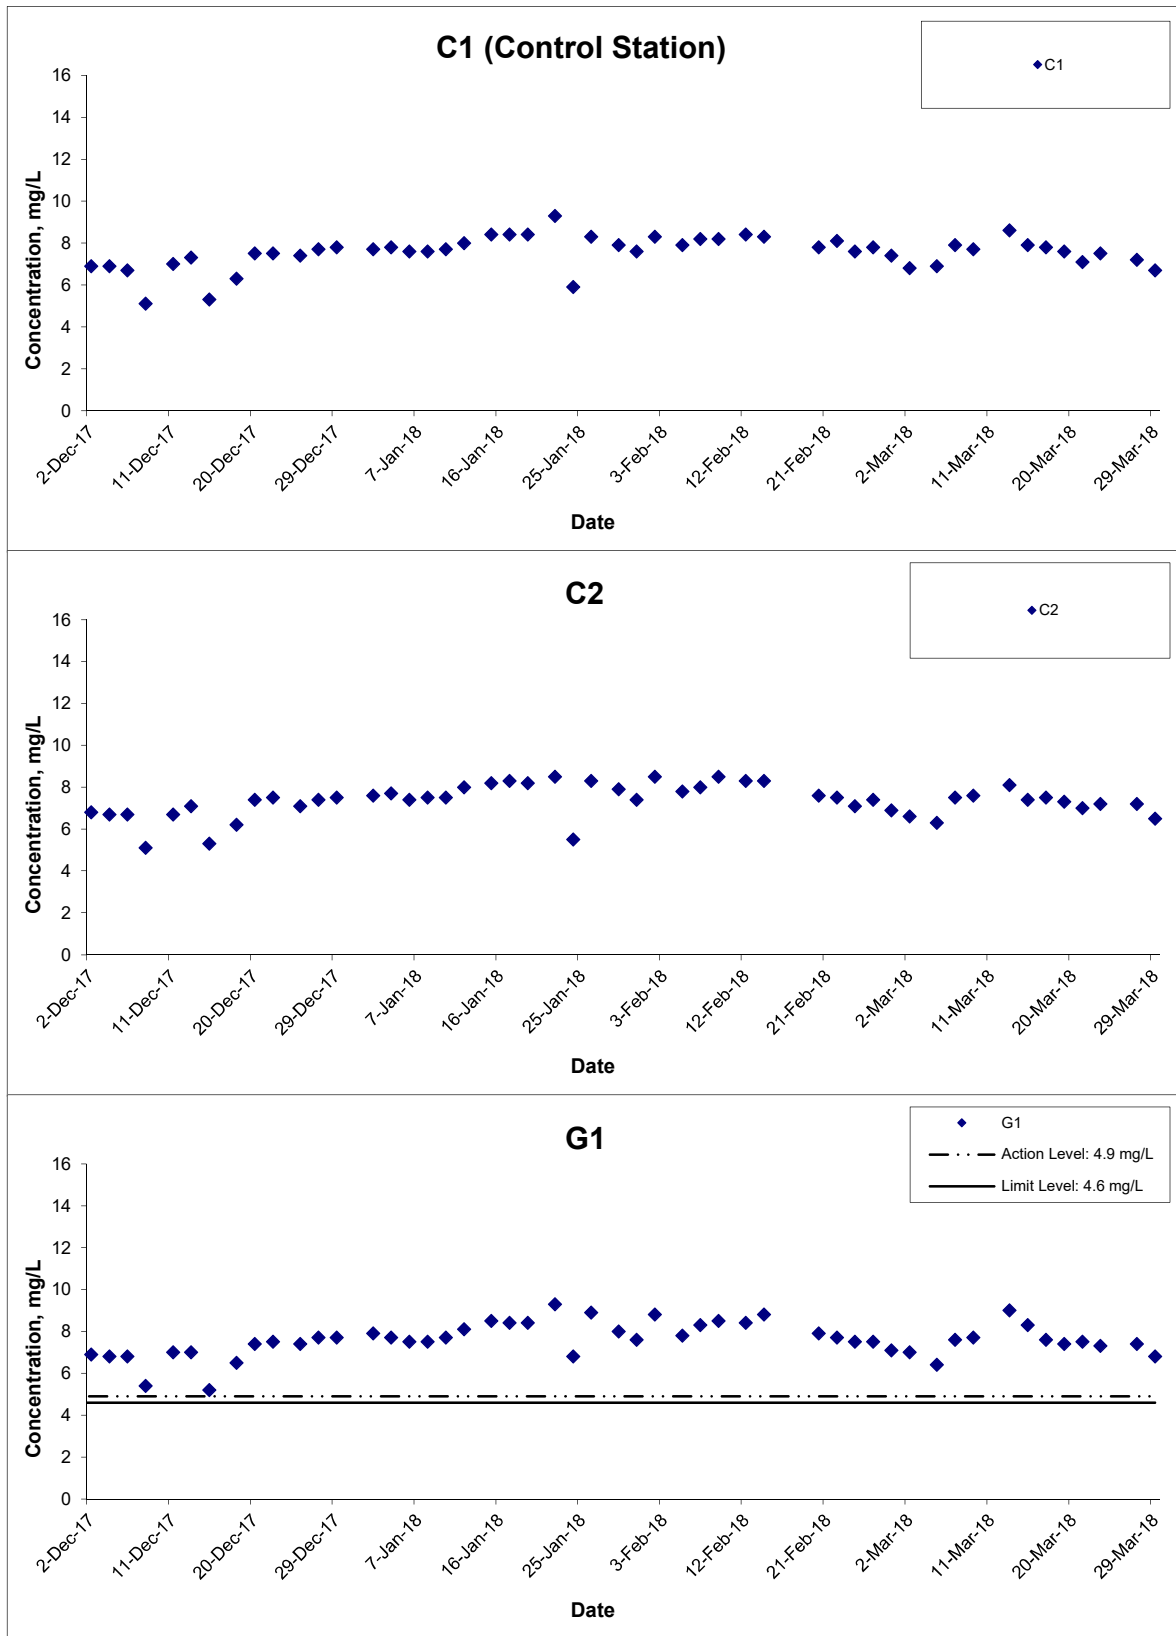 C1 (Control Station)
C1
16
14
12
10
8
6
4
2
0
Concentration, mg/L
2-Dec-17
11-Dec-17
20-Dec-17
29-Dec-17
7-Jan-18
16-Jan-18
25-Jan-18
3-Feb-18
12-Feb-18
21-Feb-18
2-Mar-18
11-Mar-18
20-Mar-18
29-Mar-18
Date
C2
C2
16
14
12
10
8
6
4
2
0
Concentration, mg/L
2-Dec-17
11-Dec-17
20-Dec-17
29-Dec-17
7-Jan-18
16-Jan-18
25-Jan-18
3-Feb-18
12-Feb-18
21-Feb-18
2-Mar-18
11-Mar-18
20-Mar-18
29-Mar-18
Date
G1
G1
Action Level: 4.9 mg/L
Limit Level: 4.6 mg/L
16
14
12
10
8
6
4
2
0
Concentration, mg/L
2-Dec-17
11-Dec-17
20-Dec-17
29-Dec-17
7-Jan-18
16-Jan-18
25-Jan-18
3-Feb-18
12-Feb-18
21-Feb-18
2-Mar-18
11-Mar-18
20-Mar-18
29-Mar-18
Date